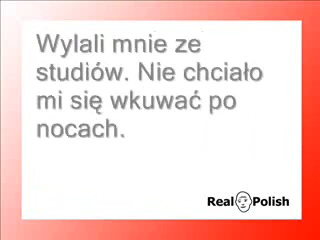 Wylali mnie ze
studiów. Nie chciało
mi się wkuwać po
nocach.
Real Polish